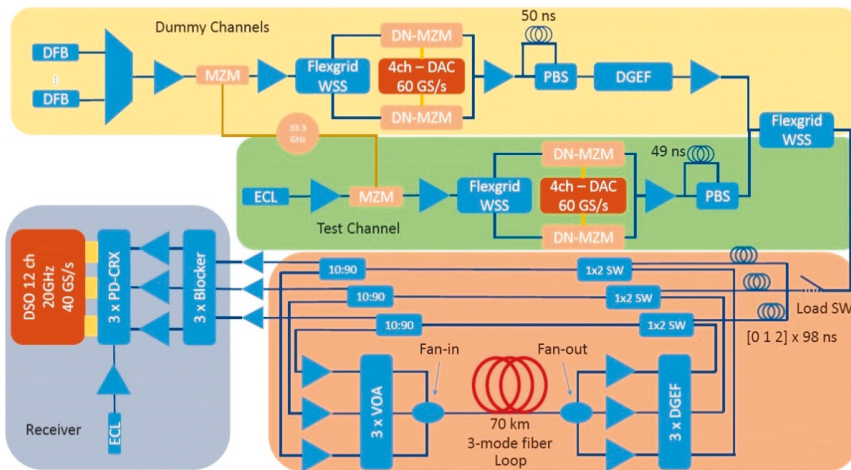 Dummy Channels
50 ns
DFB
DFB
MZM
Flexgrid
WSS
DN-MZM
4ch – DAC
60 GS/s
DN-MZM
PBS
DGEF
33.3
GHz
Flexgrid
WSS
ECL
MZM
Flexgrid
WSS
DN-MZM
4ch – DAC
60 GS/s
DN-MZM
49 ns
PBS
Test Channel
DSO 12 ch
20GHz
40 GS/s
3 x PD-CRX
3 x Blocker
ECL
Receiver
10:90
1x2 SW
10:90
1x2 SW
10:90
1x2 SW
Load SW
[0 1 2] x 98 ns
Fan-in
Fan-out
3 x VOA
3 x DGEF
70 km
3-mode fiber
Loop